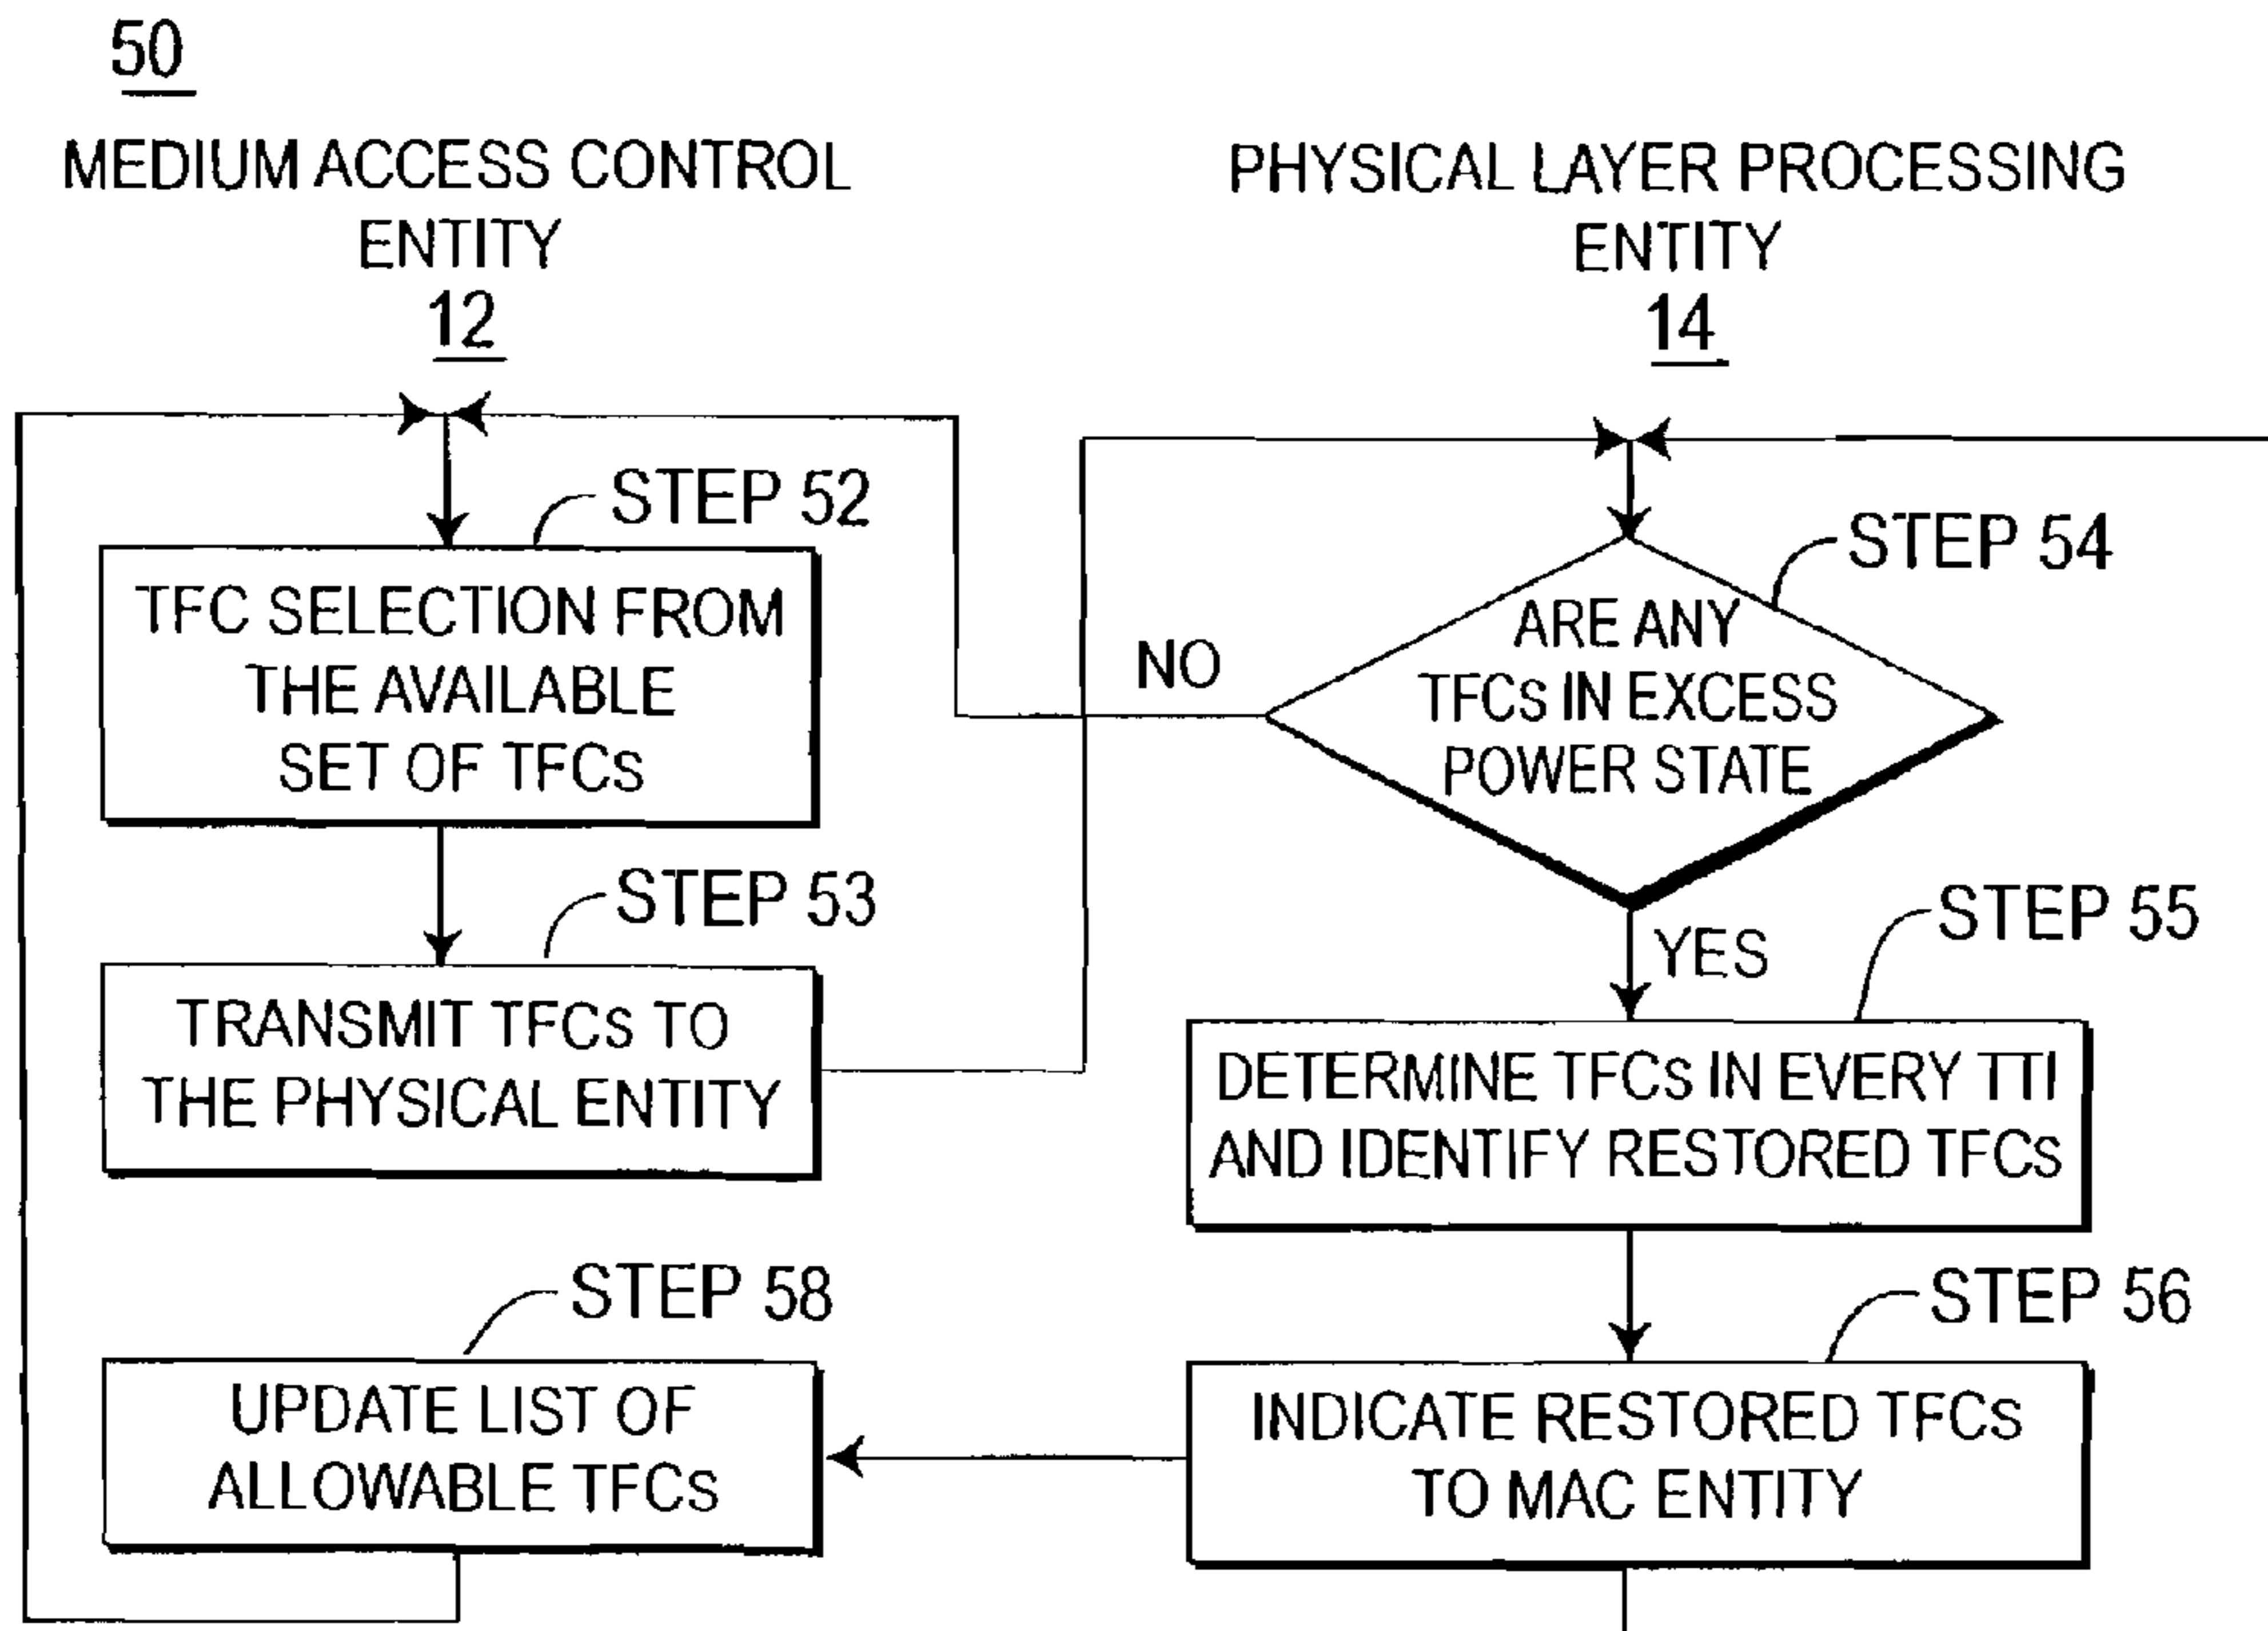 50
MEDIUM ACCESS CONTROL
ENTITY
12
PHYSICAL LAYER PROCESSING
ENTITY
14
STEP 52
TFC SELECTION FROM
THE AVAILABLE
SET OF TFCs
STEP 53
TRANSMIT TFCs TO
THE PHYSICAL ENTITY
STEP 54
ARE ANY
TFCs IN EXCESS
POWER STATE
NO
YES
STEP 55
DETERMINE TFCs IN EVERY TTI
AND IDENTIFY RESTORED TFCs
STEP 56
INDICATE RESTORED TFCs
TO MAC ENTITY
STEP 58
UPDATE LIST OF
ALLOWABLE TFCs